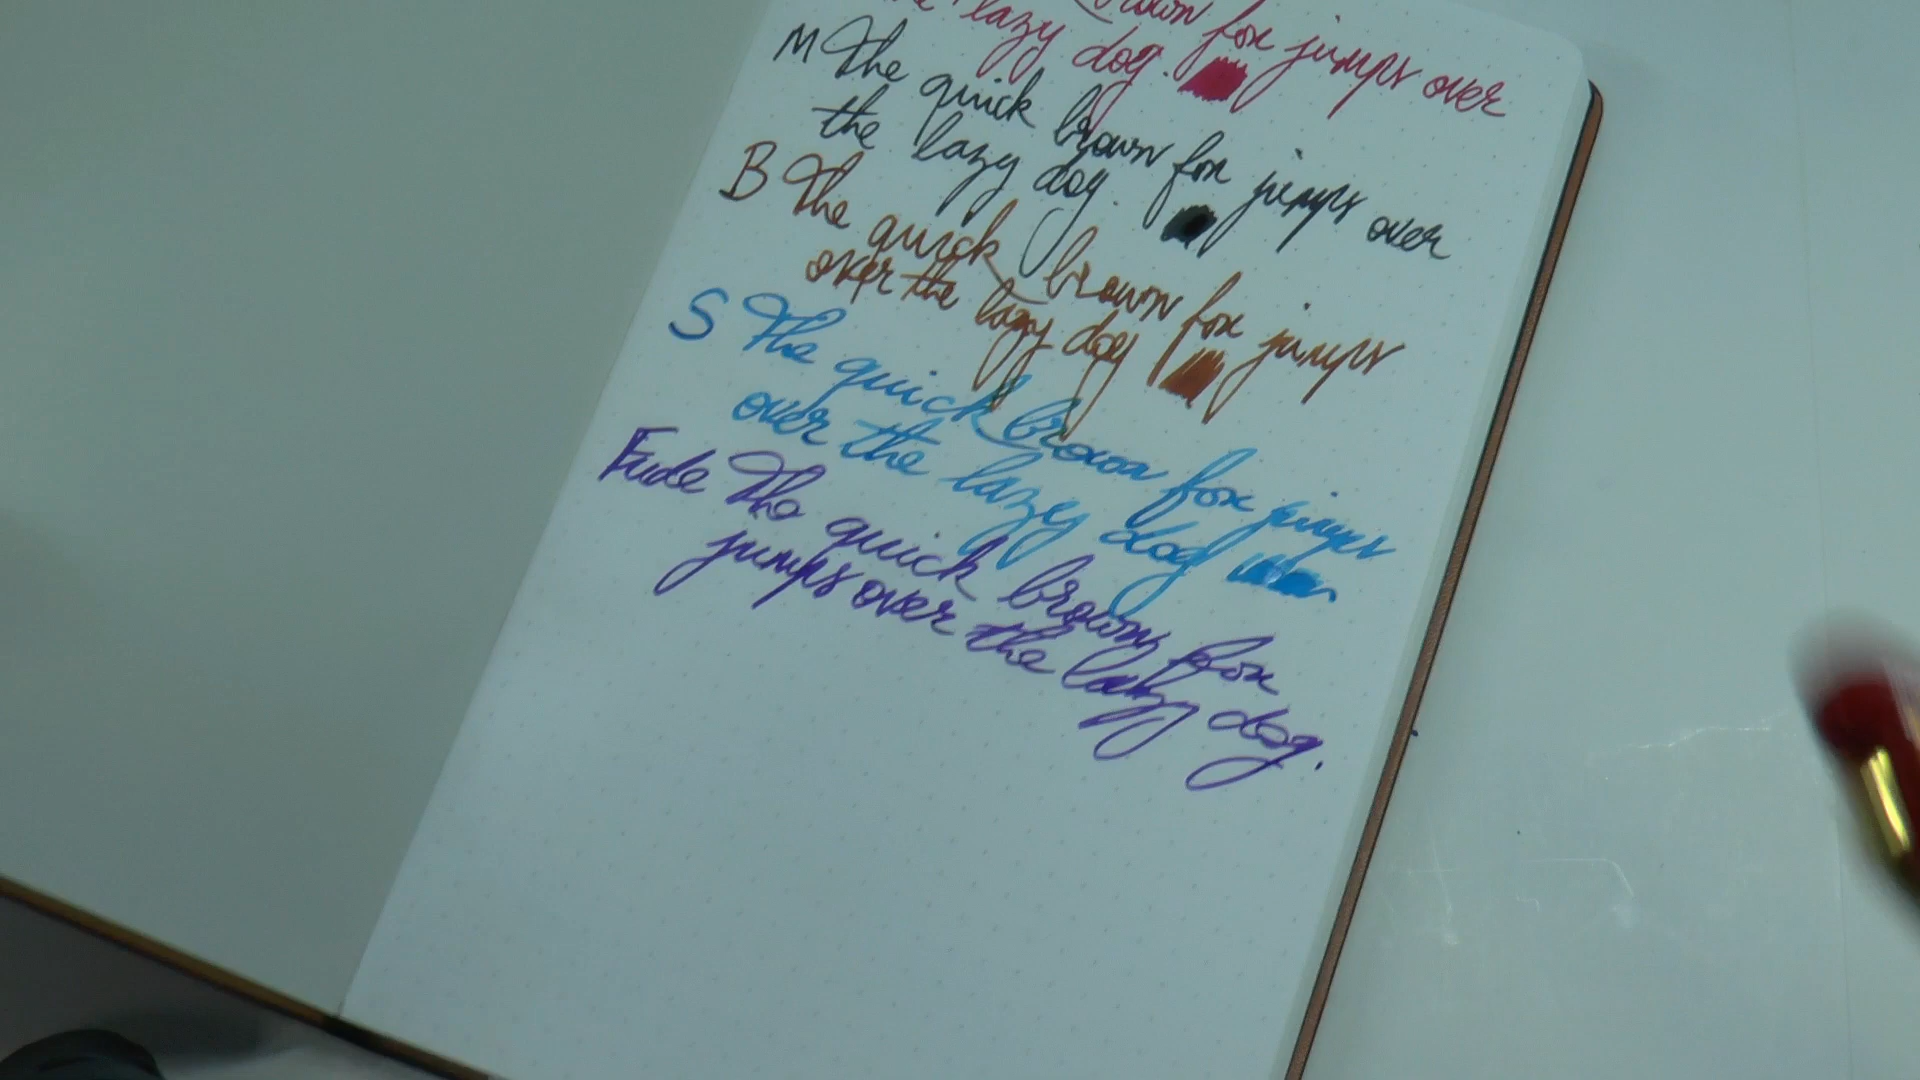 brown fox jumps over
the lazy dog.
M The quick brown fox jumps over
the lazy dog.
B The quick brown fox jumps
over the lazy dog
S The quick brown fox jumps
over the lazy dog
Fude The quick brown fox
jumps over the lazy dog.